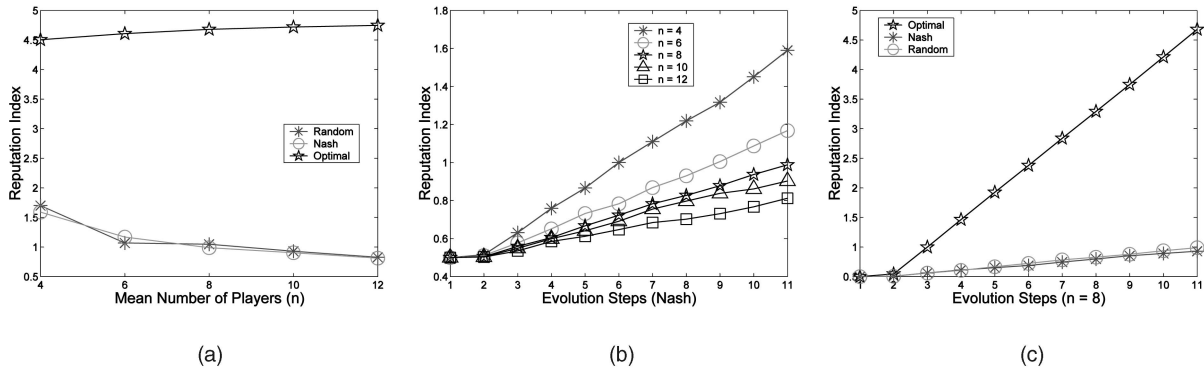 5
4.5
4
3.5
3
2.5
2
1.5
1
0.5
Reputation Index
Random
Nash
Optimal
4 6 8 10 12
Mean Number of Players (n)
(a)
1.8
1.6
1.4
1.2
1
0.8
0.6
0.4
Reputation Index
n = 4
n = 6
n = 8
n = 10
n = 12
1 2 3 4 5 6 7 8 9 10 11
Evolution Steps (Nash)
(b)
5
4.5
4
3.5
3
2.5
2
1.5
1
0.5
Reputation Index
Optimal
Nash
Random
1 2 3 4 5 6 7 8 9 10 11
Evolution Steps (n = 8)
(c)